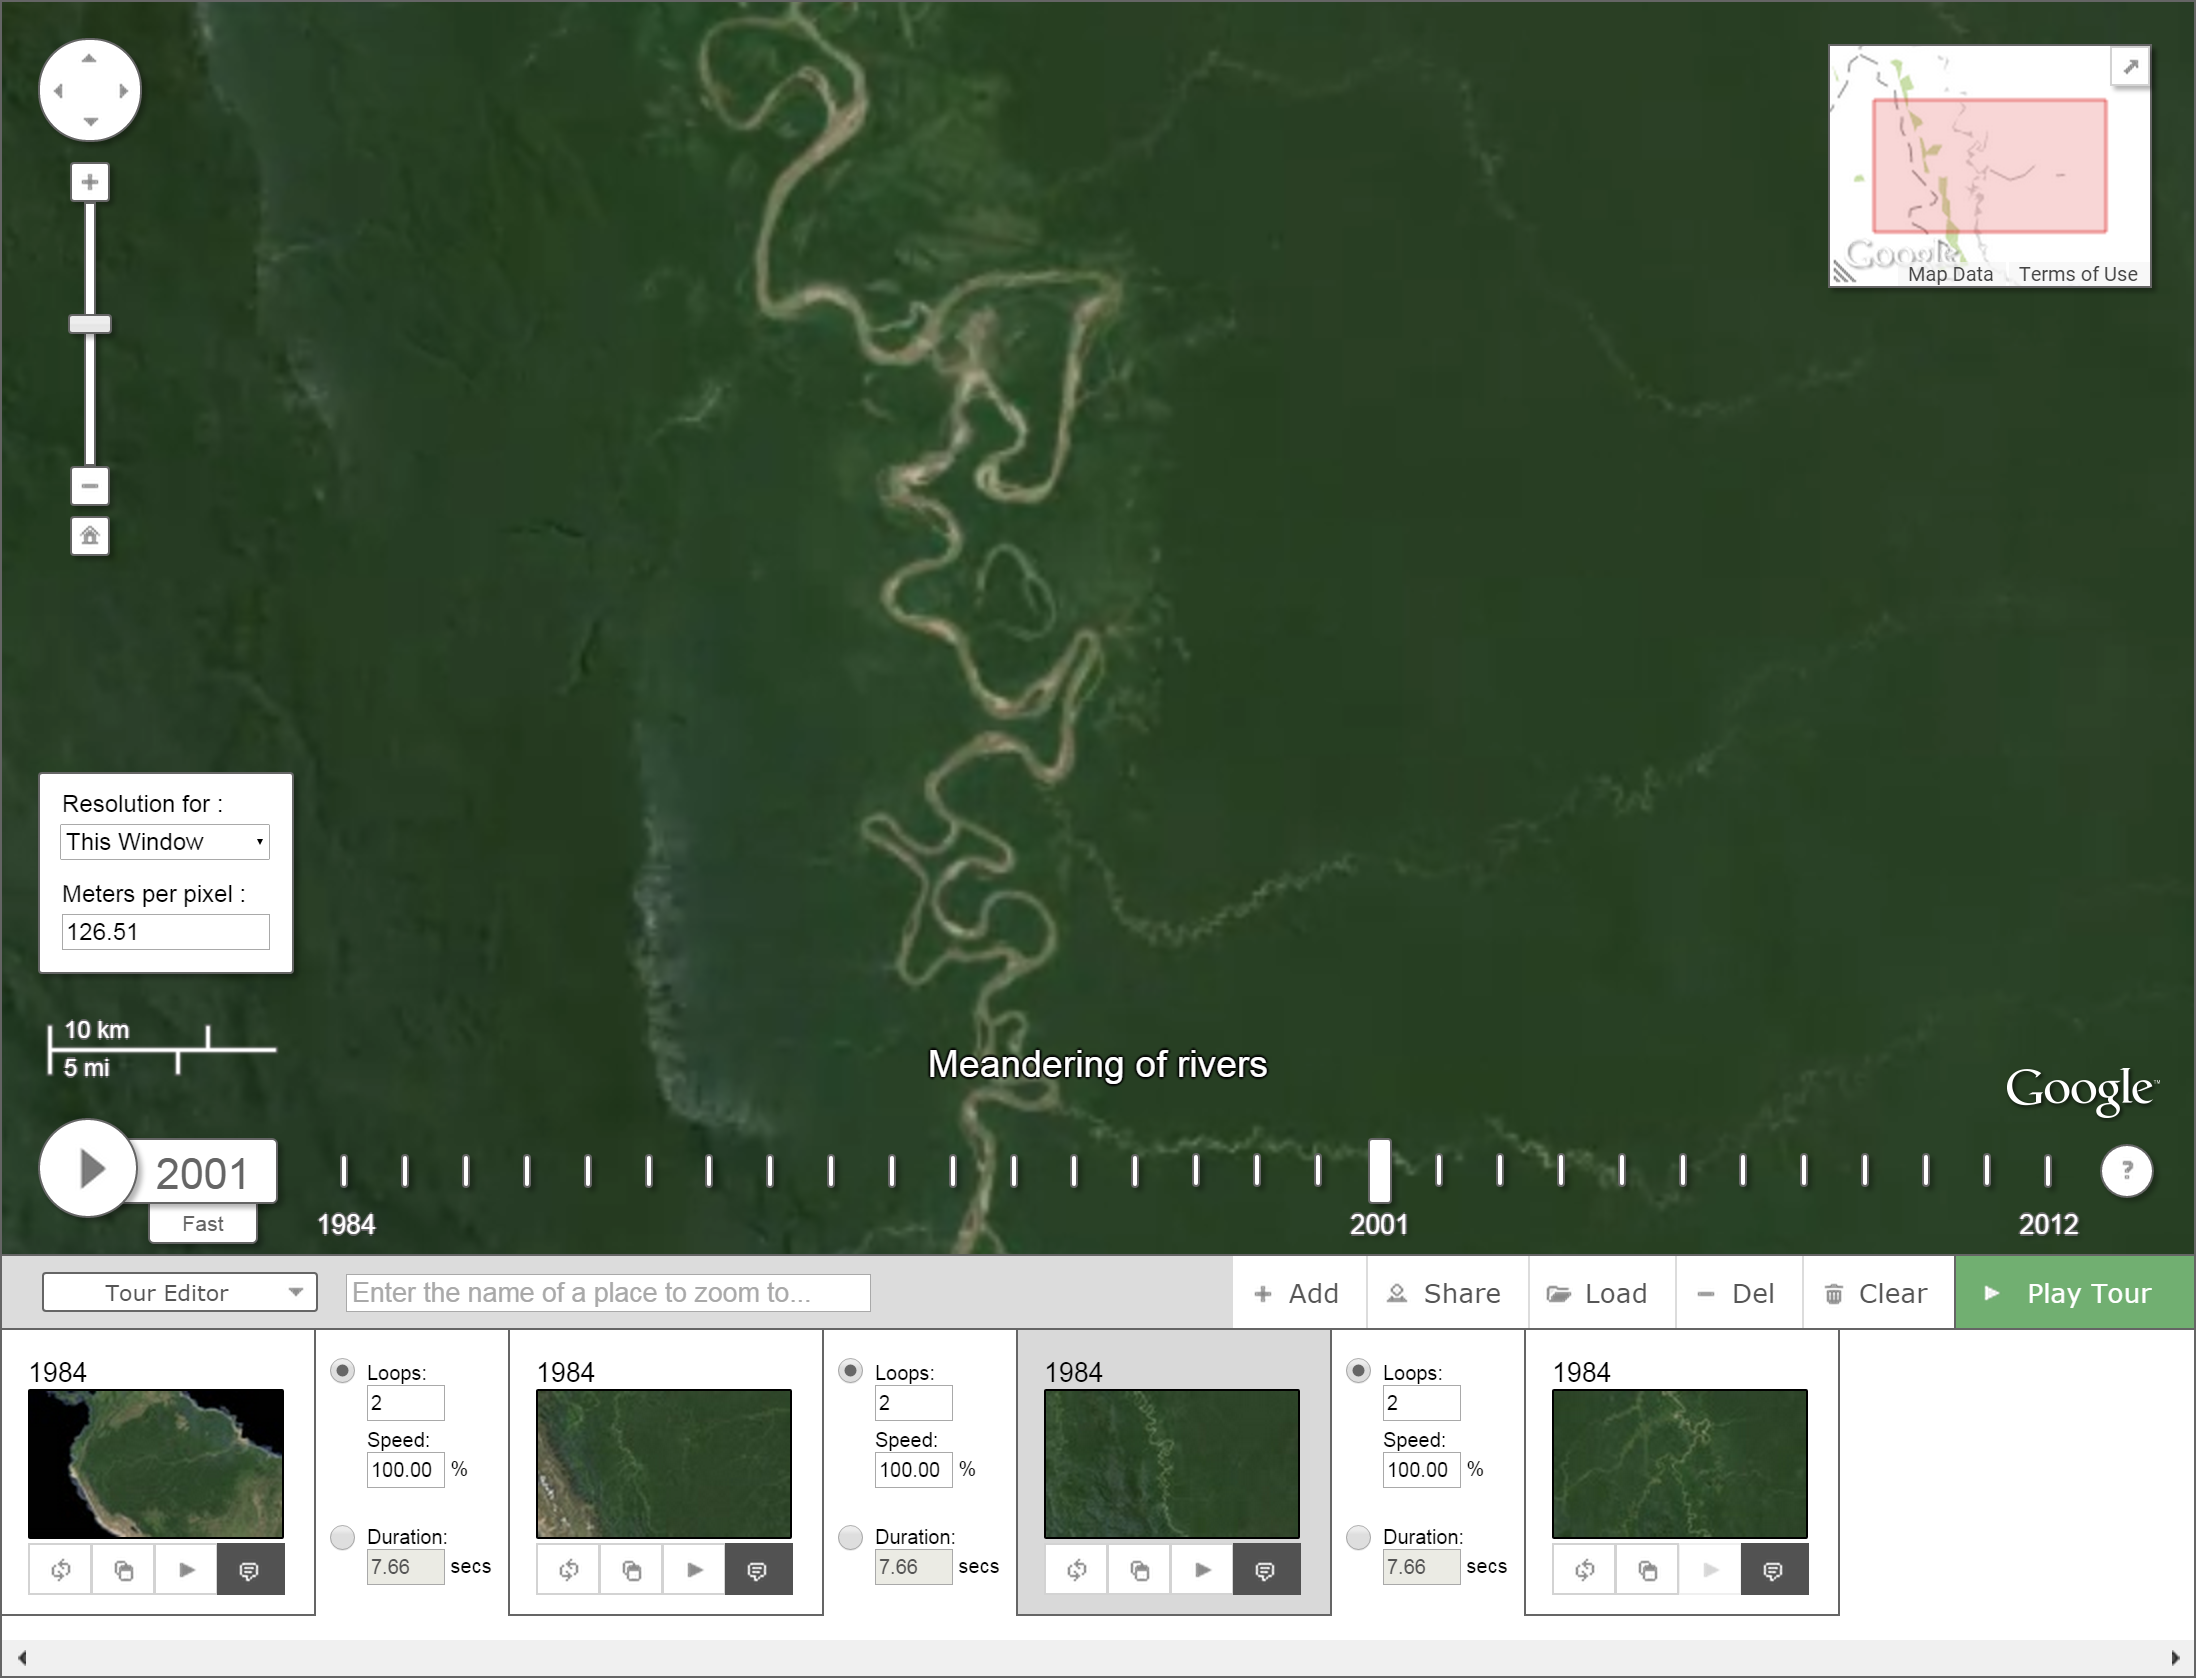 Google
Map Data
Terms of Use
Resolution for :
This Window
Meters per pixel :
126.51
10 km
5 mi
Meandering of rivers
Google
2001
Fast
1984
2001
2012
?
Tour Editor
Enter the name of a place to zoom to...
+ Add
Share
Load
− Del
Clear
Play Tour
1984
Loops:
2
Speed:
100.00 %
Duration:
7.66 secs
1984
Loops:
2
Speed:
100.00 %
Duration:
7.66 secs
1984
Loops:
2
Speed:
100.00 %
Duration:
7.66 secs
1984